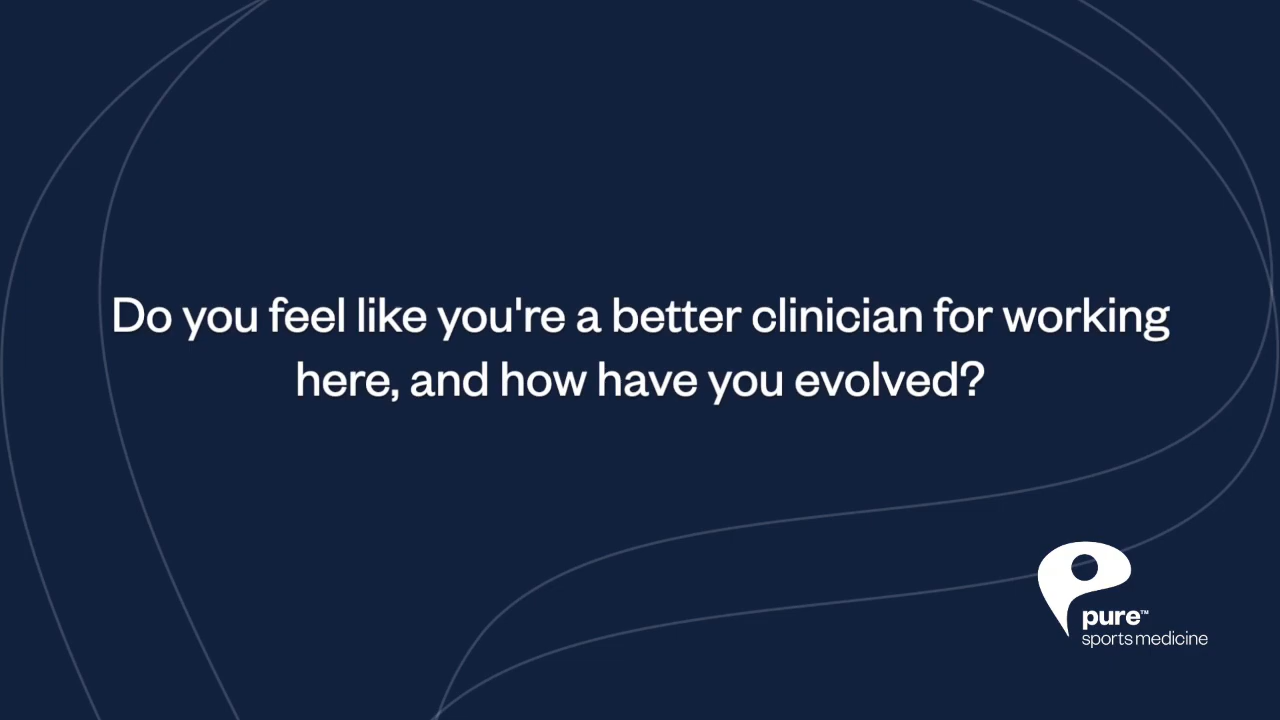 Do you feel like you're a better clinician for working
here, and how have you evolved?
pure™
sports medicine